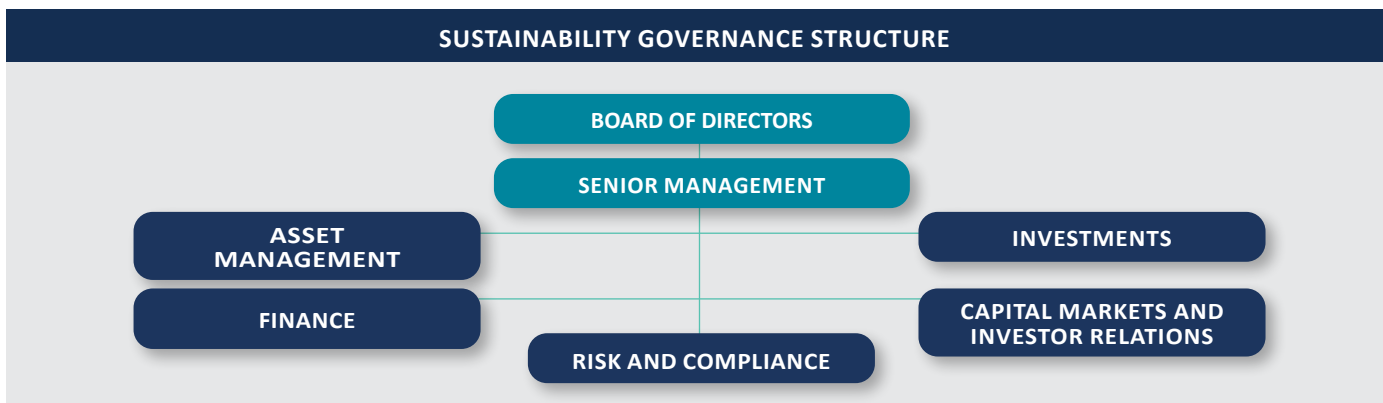 SUSTAINABILITY GOVERNANCE STRUCTURE
BOARD OF DIRECTORS
SENIOR MANAGEMENT
ASSET
MANAGEMENT
INVESTMENTS
FINANCE
CAPITAL MARKETS AND
INVESTOR RELATIONS
RISK AND COMPLIANCE